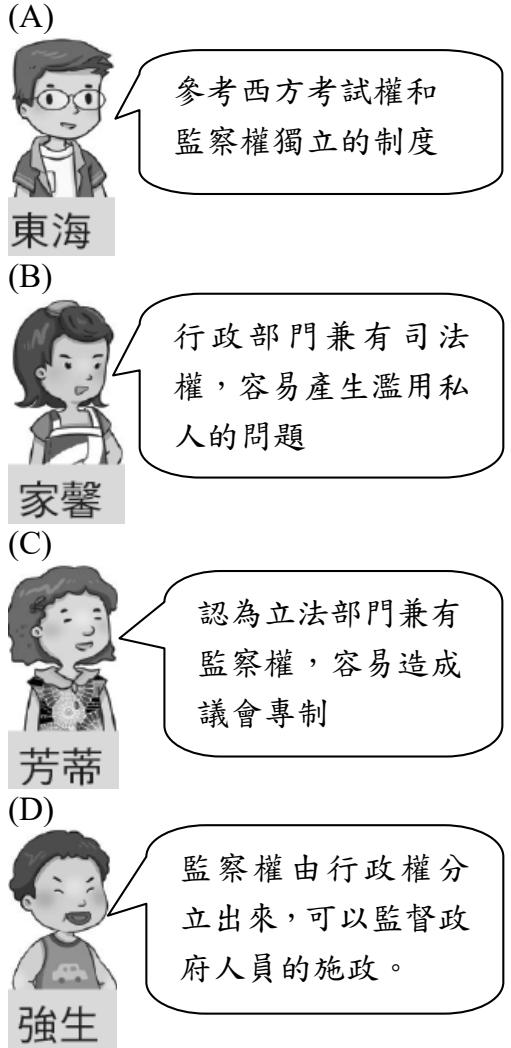 (A)
參考西方考試權和
監察權獨立的制度
東海
(B)
行政部門兼有司法
權，容易產生濫用私
人的問題
家馨
(C)
認為立法部門兼有
監察權，容易造成
議會專制
芳蒂
(D)
監察權由行政權分
立出來，可以監督政
府人員的施政。
強生